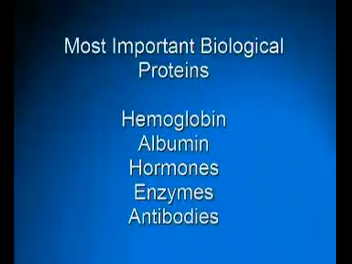 Most Important Biological
Proteins
Hemoglobin
Albumin
Hormones
Enzymes
Antibodies